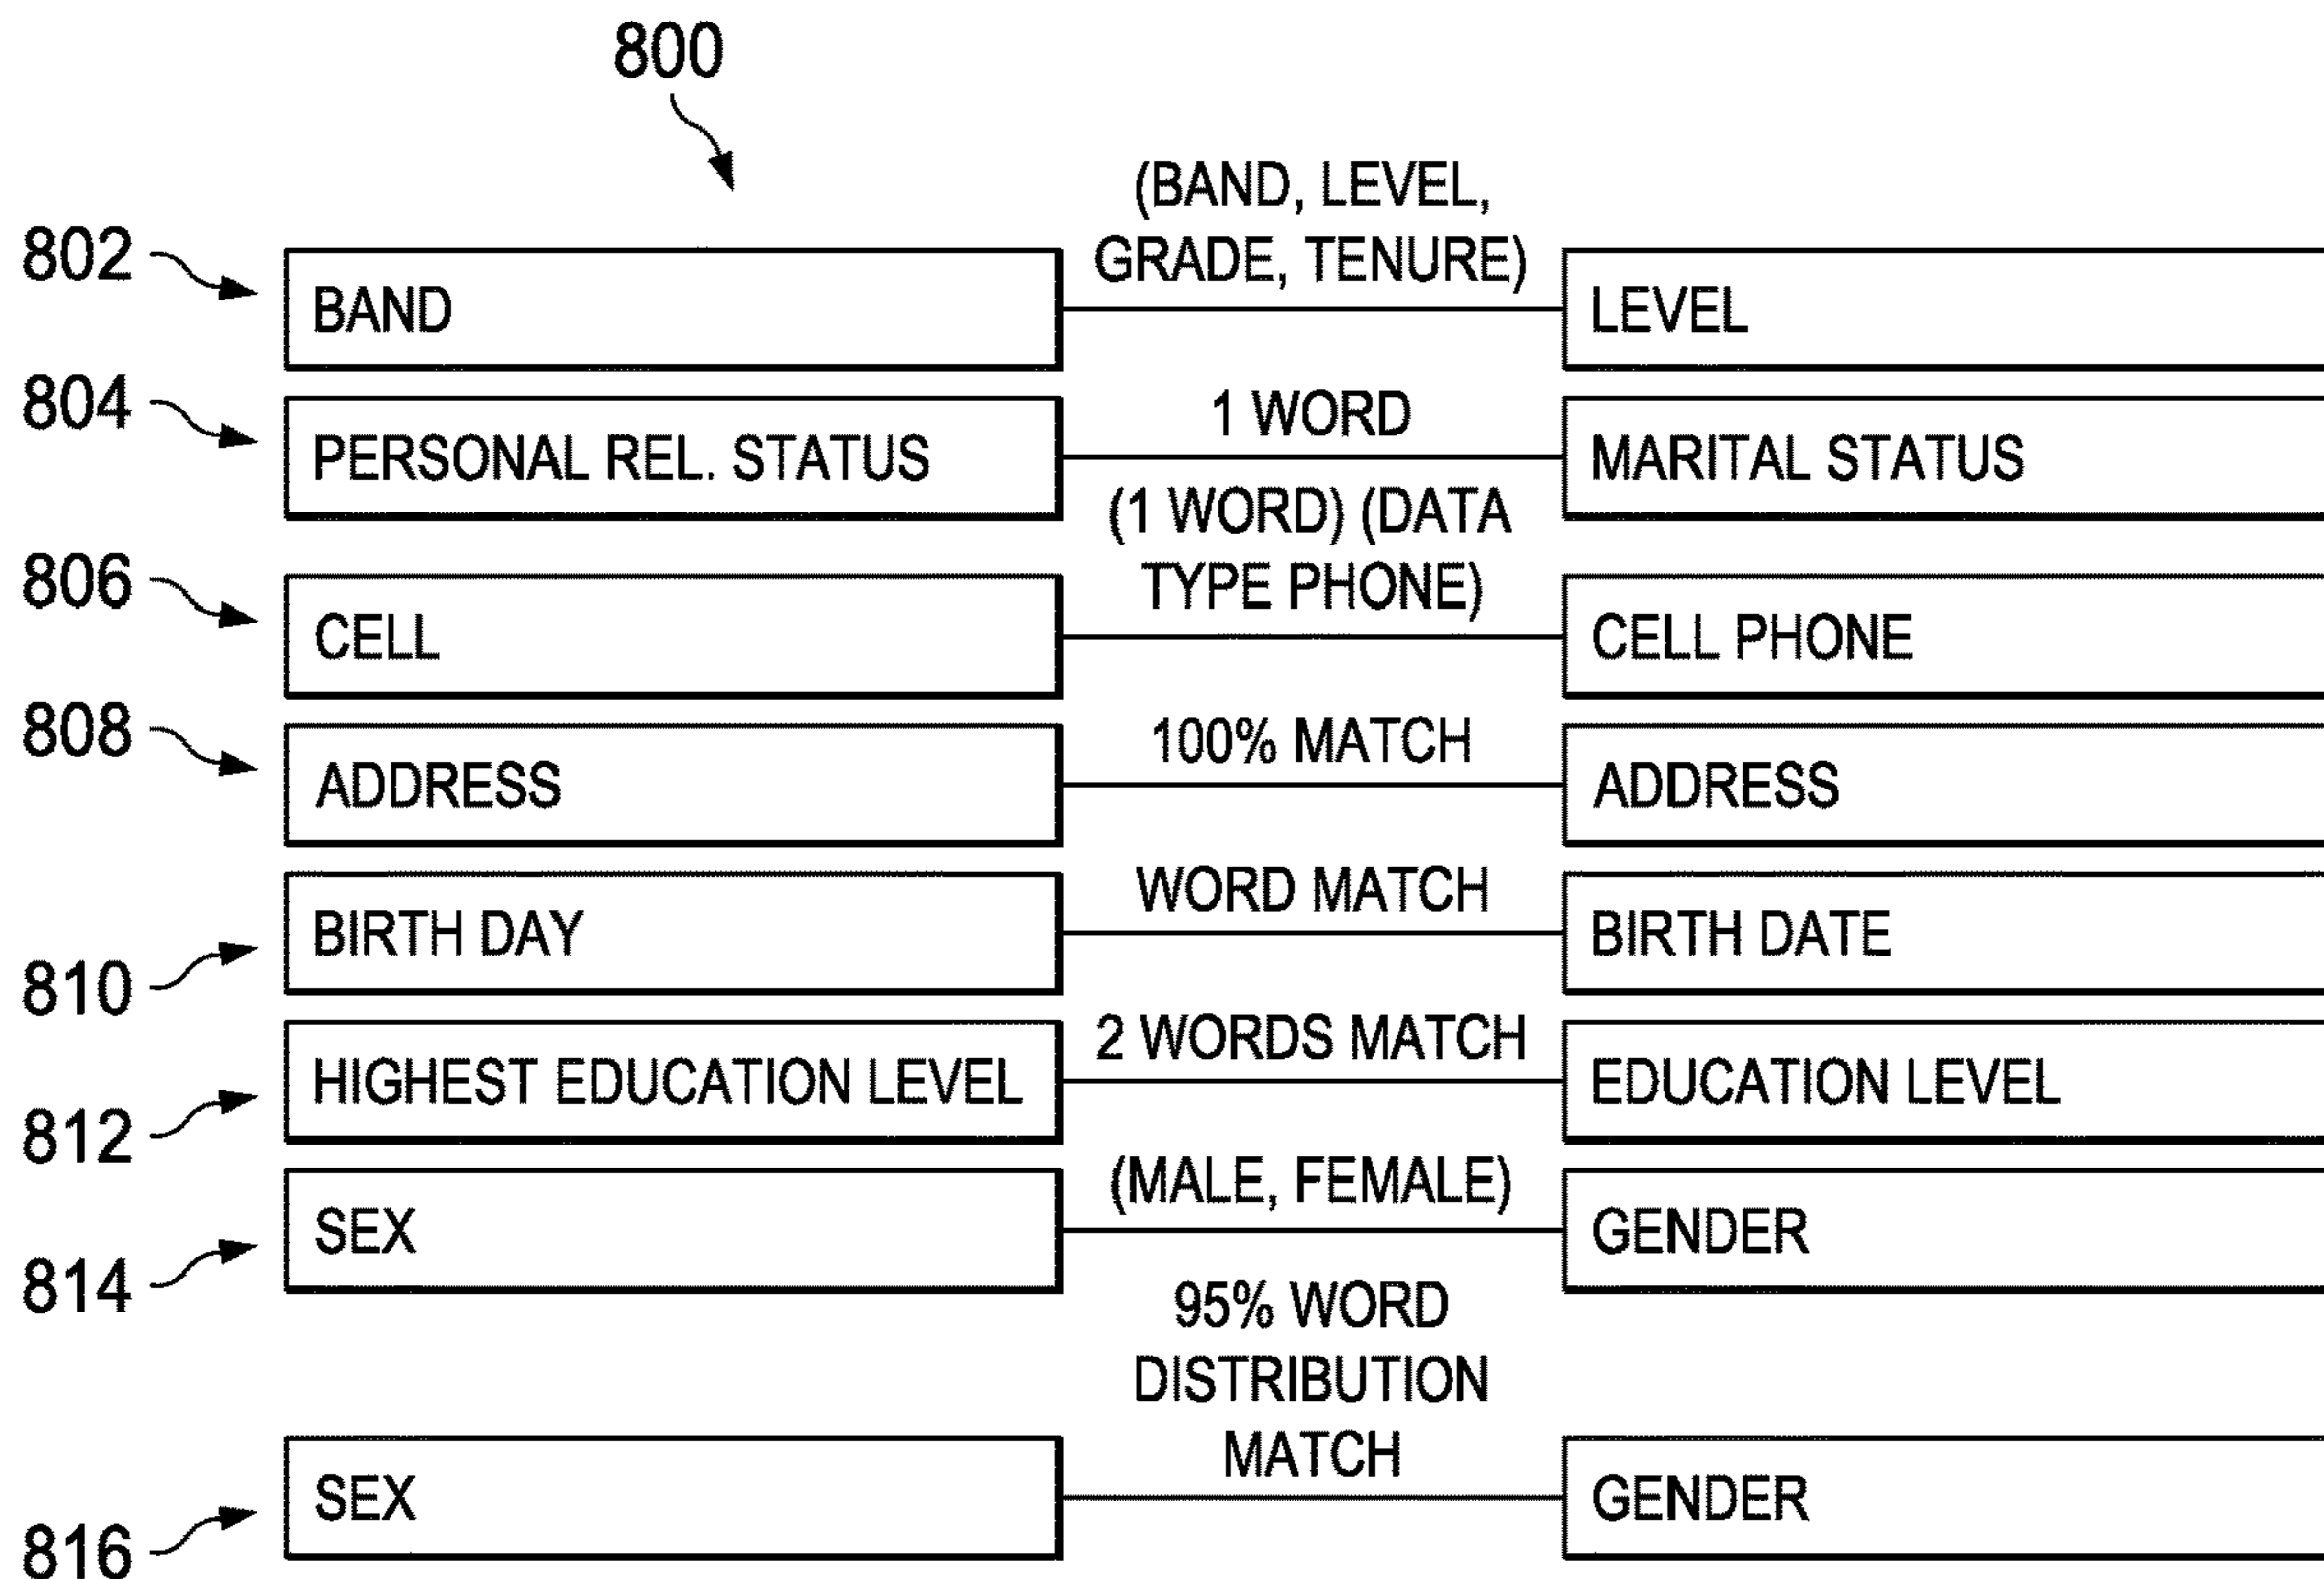 800
(BAND, LEVEL,
GRADE, TENURE)
802
BAND
LEVEL
804
1 WORD
PERSONAL REL. STATUS
MARITAL STATUS
(1 WORD) (DATA
TYPE PHONE)
806
CELL
CELL PHONE
808
100% MATCH
ADDRESS
ADDRESS
WORD MATCH
BIRTH DAY
BIRTH DATE
810
2 WORDS MATCH
HIGHEST EDUCATION LEVEL
EDUCATION LEVEL
812
(MALE, FEMALE)
SEX
GENDER
814
95% WORD
DISTRIBUTION
MATCH
SEX
GENDER
816